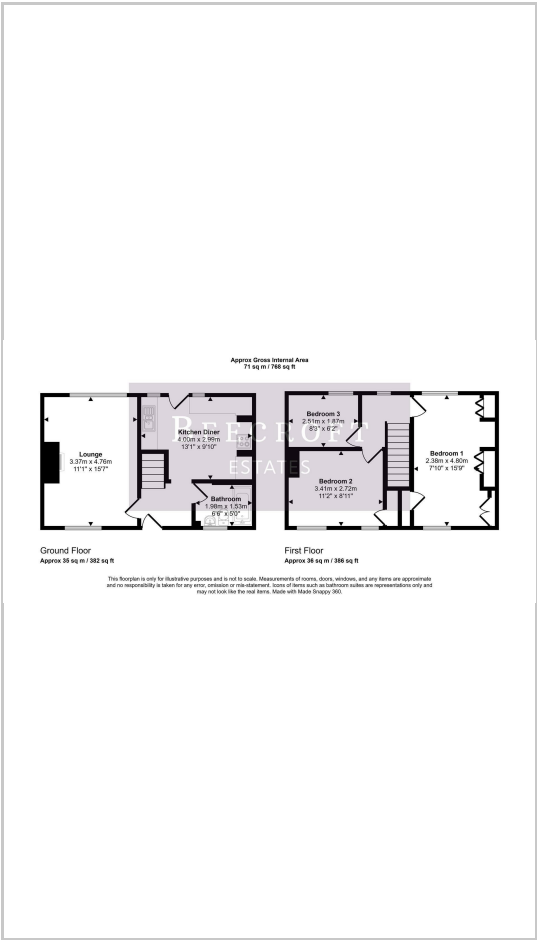 Approx Gross Internal Area
71 sq m / 768 sq ft
BEECROFT
ESTATES
Lounge
3.37m x 4.76m
11'1" x 15'7"
Kitchen Diner
4.00m x 2.99m
13'1" x 9'10"
Bathroom
1.98m x 1.53m
6'6" x 5'0"
Bedroom 3
2.51m x 1.87m
8'3" x 6'2"
Bedroom 2
3.41m x 2.72m
11'2" x 8'11"
Bedroom 1
2.38m x 4.80m
7'10" x 15'9"
Ground Floor
Approx 35 sq m / 382 sq ft
First Floor
Approx 36 sq m / 386 sq ft
This floorplan is only for illustrative purposes and is not to scale. Measurements of rooms, doors, windows, and any items are approximate
and no responsibility is taken for any error, omission or mis-statement. Icons of items such as bathroom suites are representations only and
may not look like the real items. Made with Made Snappy 360.